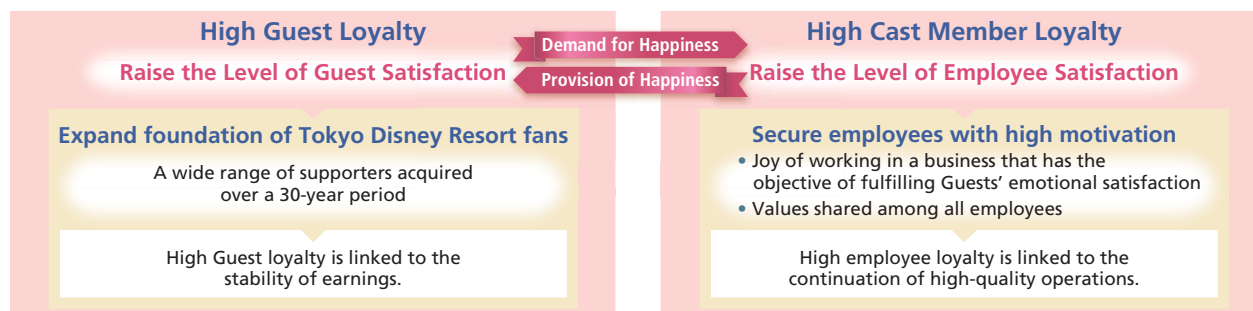 High Guest Loyalty
Raise the Level of Guest Satisfaction
Demand for Happiness
Provision of Happiness
High Cast Member Loyalty
Raise the Level of Employee Satisfaction
Expand foundation of Tokyo Disney Resort fans
A wide range of supporters acquired
over a 30-year period
High Guest loyalty is linked to the
stability of earnings.
Secure employees with high motivation
• Joy of working in a business that has the
objective of fulfilling Guests’ emotional satisfaction
• Values shared among all employees
High employee loyalty is linked to the
continuation of high-quality operations.